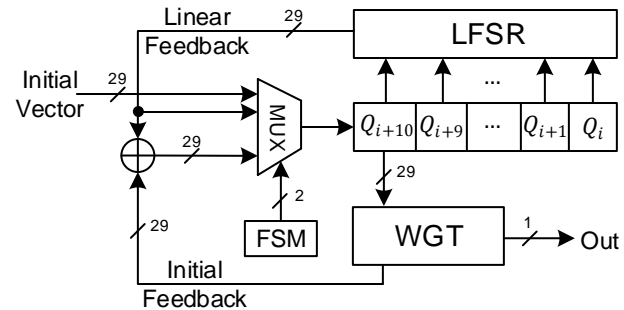 Linear
Feedback
29
LFSR
Initial
Vector
29
...
MUX
Q_{i+10} Q_{i+9} ... Q_{i+1} Q_i
29
29
2
FSM
29
WGT
1
Out
Initial
Feedback